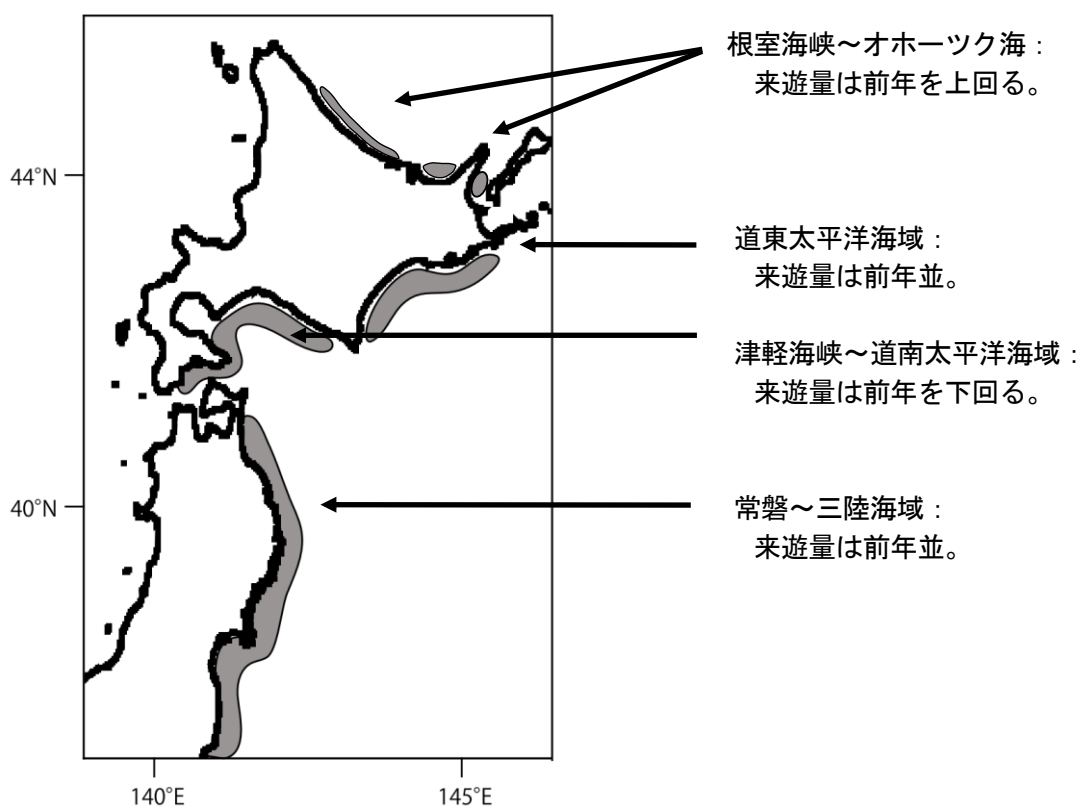 根室海峡～オホーツク海：
来遊量は前年を上回る。
44°N
道東太平洋海域：
来遊量は前年並。
津軽海峡～道南太平洋海域：
来遊量は前年を下回る。
40°N
常磐～三陸海域：
来遊量は前年並。
140°E
145°E